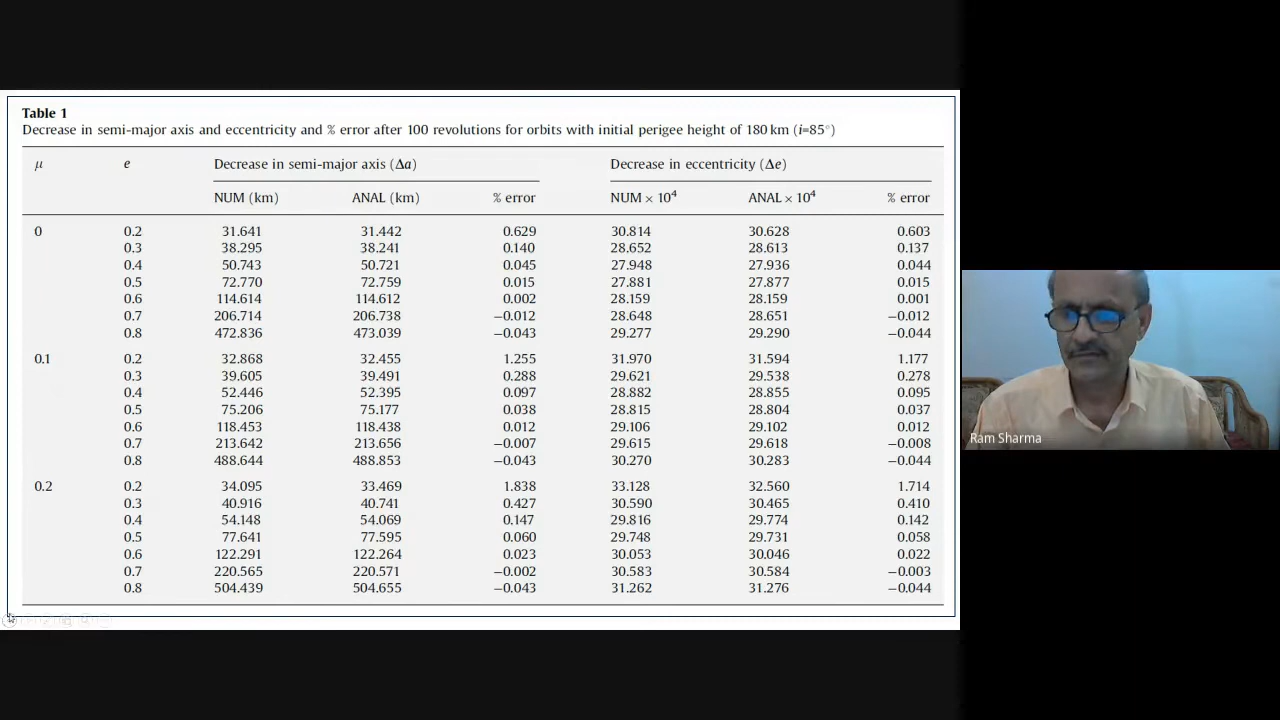 Table 1
Decrease in semi-major axis and eccentricity and % error after 100 revolutions for orbits with initial perigee height of 180 km (i=85°)
μ e Decrease in semi-major axis (Δa) Decrease in eccentricity (Δe)
NUM (km) ANAL (km) % error NUM × 10⁴ ANAL × 10⁴ % error
0 0.2 31.641 31.442 0.629 30.814 30.628 0.603
0.3 38.295 38.241 0.140 28.652 28.613 0.137
0.4 50.743 50.721 0.045 27.948 27.936 0.044
0.5 72.770 72.759 0.015 27.881 27.877 0.015
0.6 114.614 114.612 0.002 28.159 28.159 0.001
0.7 206.714 206.738 −0.012 28.648 28.651 −0.012
0.8 472.836 473.039 −0.043 29.277 29.290 −0.044
0.1 0.2 32.868 32.455 1.255 31.970 31.594 1.177
0.3 39.605 39.491 0.288 29.621 29.538 0.278
0.4 52.446 52.395 0.097 28.882 28.855 0.095
0.5 75.206 75.177 0.038 28.815 28.804 0.037
0.6 118.453 118.438 0.012 29.106 29.102 0.012
0.7 213.642 213.656 −0.007 29.615 29.618 −0.008
0.8 488.644 488.853 −0.043 30.270 30.283 −0.044
0.2 0.2 34.095 33.469 1.838 33.128 32.560 1.714
0.3 40.916 40.741 0.427 30.590 30.465 0.410
0.4 54.148 54.069 0.147 29.816 29.774 0.142
0.5 77.641 77.595 0.060 29.748 29.731 0.058
0.6 122.291 122.264 0.023 30.053 30.046 0.022
0.7 220.565 220.571 −0.002 30.583 30.584 −0.003
0.8 504.439 504.655 −0.043 31.262 31.276 −0.044
Ram Sharma